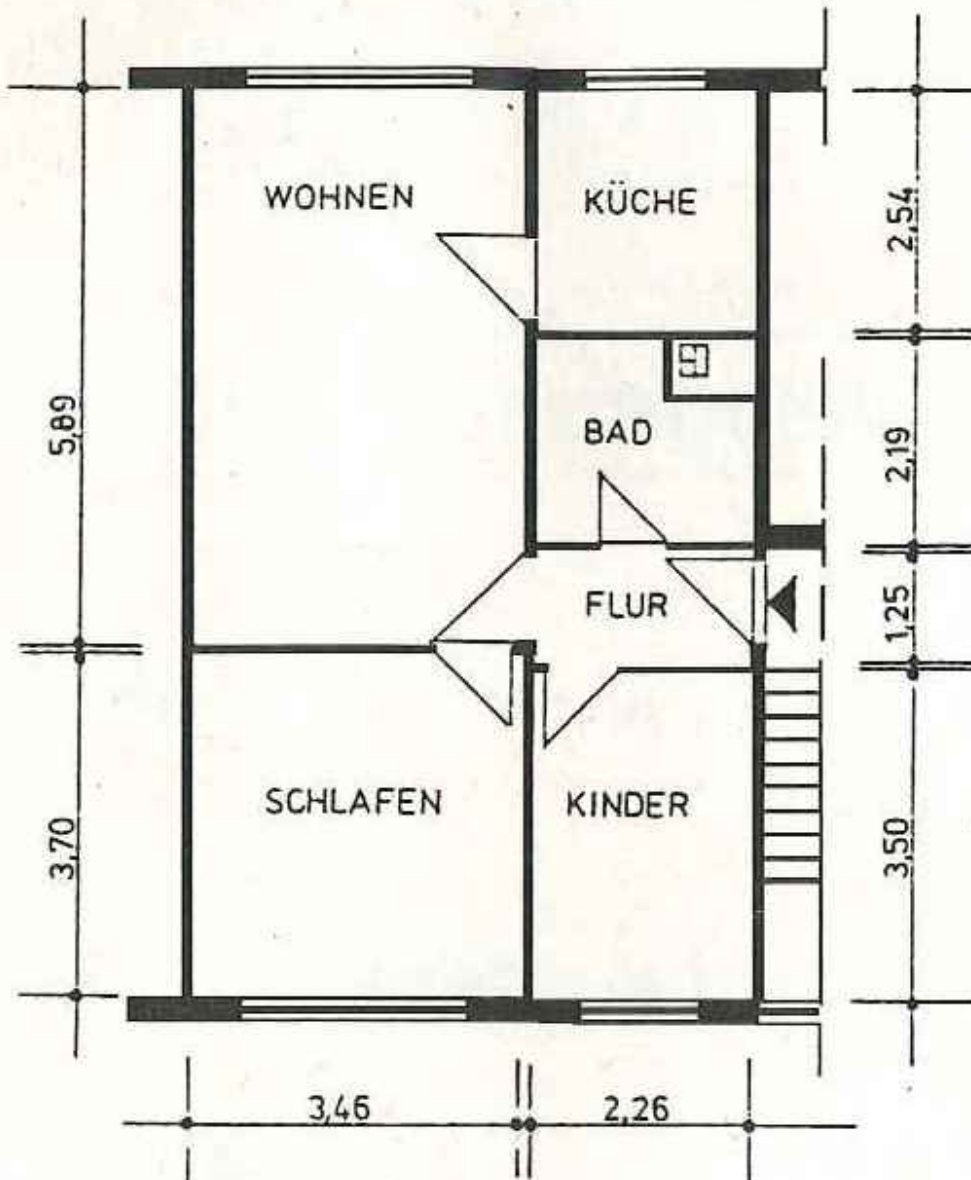 WOHNEN
KÜCHE
2,54
5,89
BAD
2,19
FLUR
1,25
SCHLAFEN
KINDER
3,70
3,50
3,46
2,26